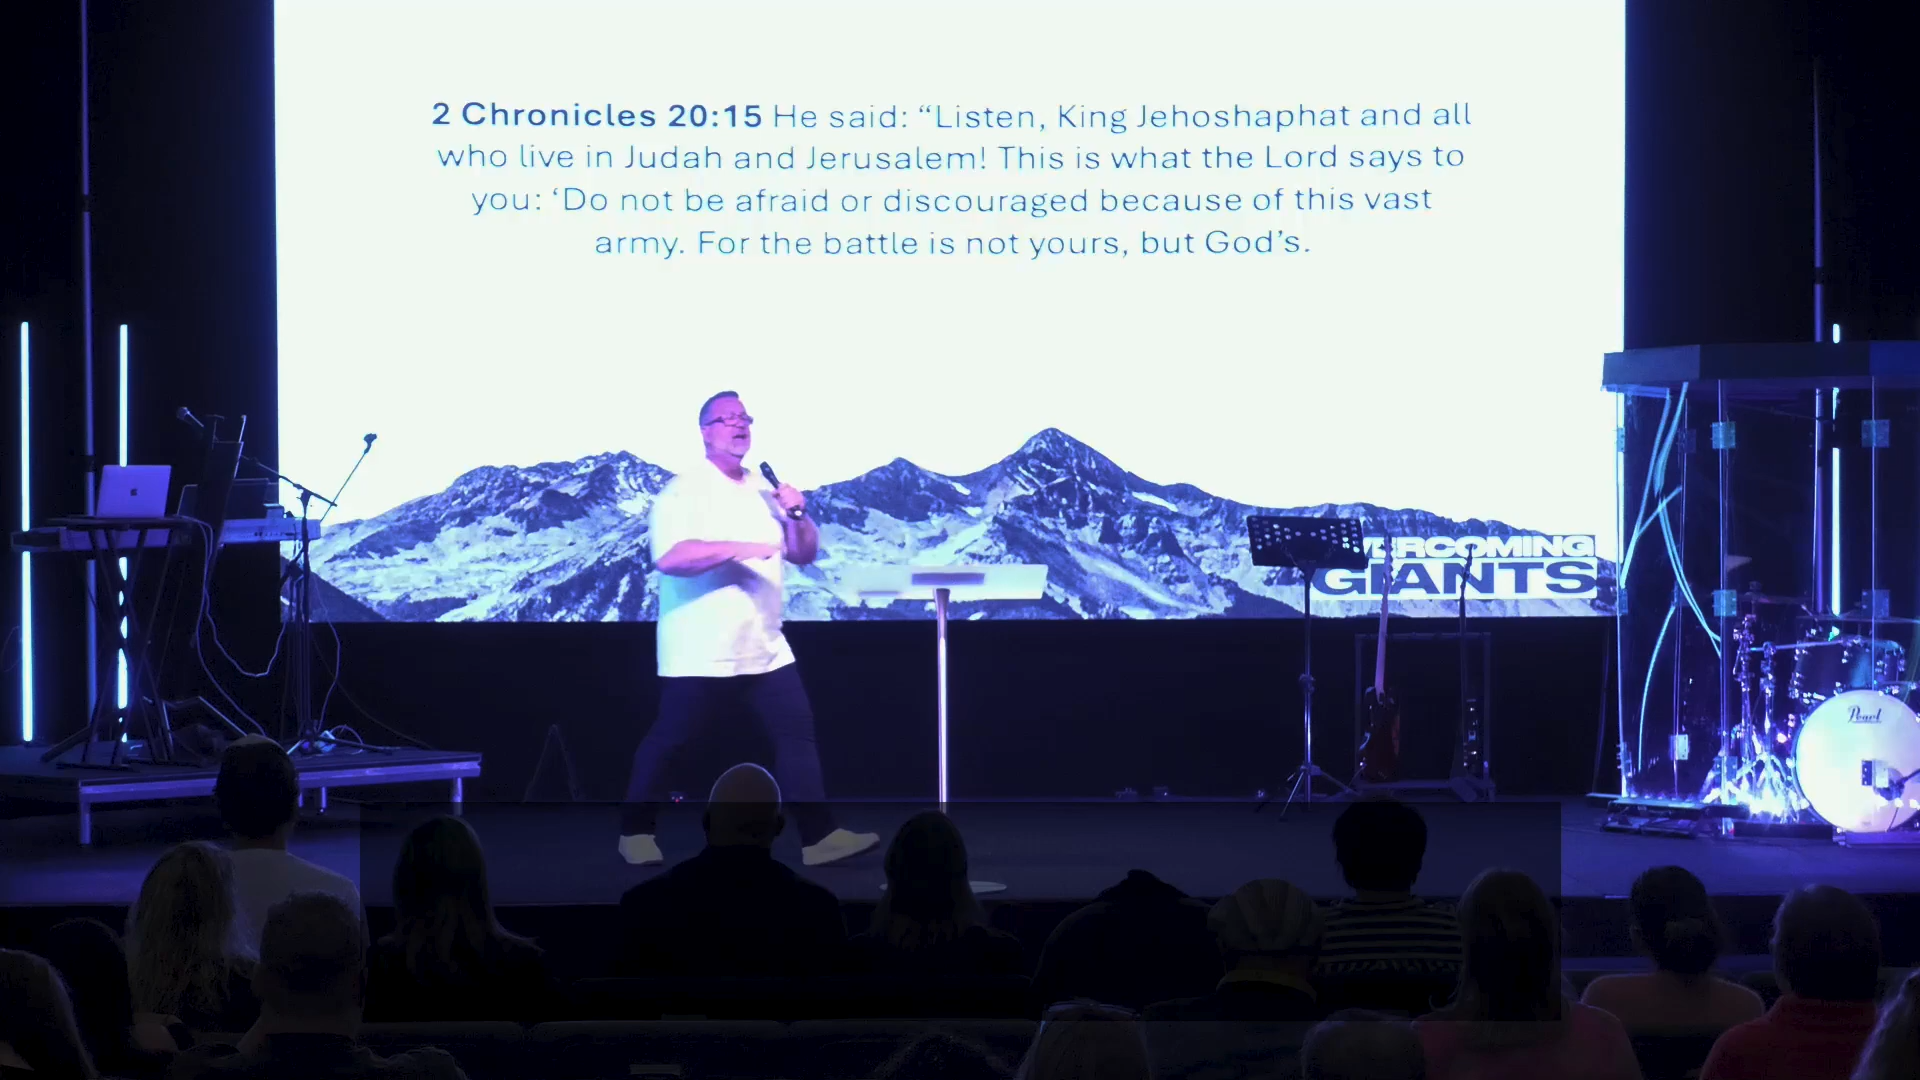 2 Chronicles 20:15 He said: “Listen, King Jehoshaphat and all
who live in Judah and Jerusalem! This is what the Lord says to
you: ‘Do not be afraid or discouraged because of this vast
army. For the battle is not yours, but God’s.
OVERCOMING
GIANTS
Pearl